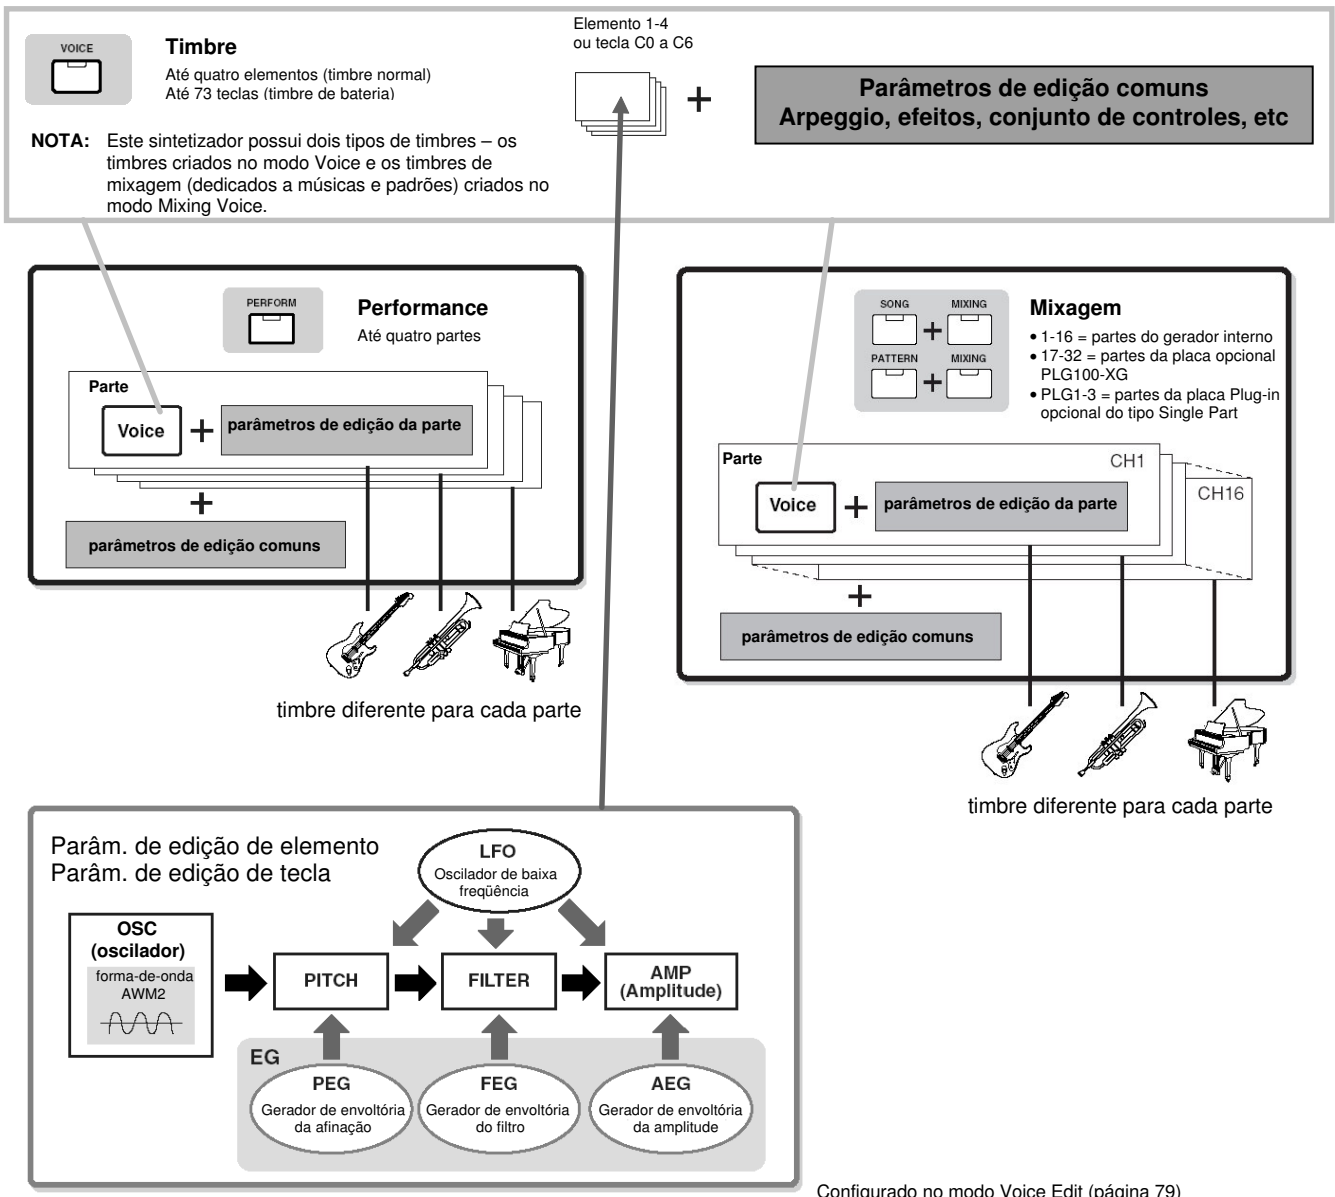 VOICE
Timbre
Até quatro elementos (timbre normal)
Até 73 teclas (timbre de bateria)
NOTA: Este sintetizador possui dois tipos de timbres – os
timbres criados no modo Voice e os timbres de
mixagem (dedicados a músicas e padrões) criados no
modo Mixing Voice.
Elemento 1-4
ou tecla C0 a C6
+
Parâmetros de edição comuns
Arpeggio, efeitos, conjunto de controles, etc
PERFORM
Performance
Até quatro partes
Parte
Voice + parâmetros de edição da parte
+
parâmetros de edição comuns
timbre diferente para cada parte
SONG + MIXING
PATTERN + MIXING
Mixagem
• 1-16 = partes do gerador interno
• 17-32 = partes da placa opcional
PLG100-XG
• PLG1-3 = partes da placa Plug-in
opcional do tipo Single Part
Parte
CH1
CH16
Voice + parâmetros de edição da parte
+
parâmetros de edição comuns
timbre diferente para cada parte
Parâm. de edição de elemento
Parâm. de edição de tecla
LFO
Oscilador de baixa
freqüência
OSC
(oscilador)
forma-de-onda
AWM2
PITCH
FILTER
AMP
(Amplitude)
EG
PEG
Gerador de envoltória
da afinação
FEG
Gerador de envoltória
do filtro
AEG
Gerador de envoltória
da amplitude
Configurado no modo Voice Edit (página 79)